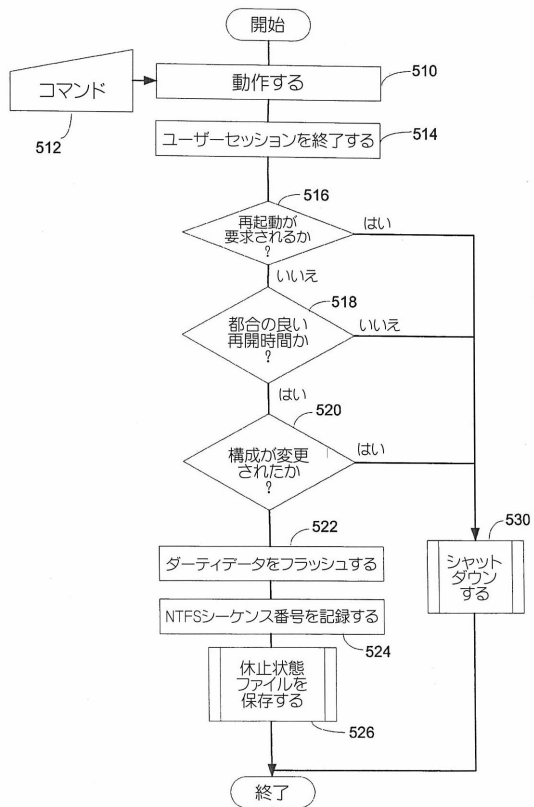 開始
コマンド
512
動作する
510
ユーザーセッションを終了する
514
516
再起動が
要求されるか
?
はい
いいえ
518
都合の良い
再開時間か
?
いいえ
はい
520
構成が変更
されたか
?
はい
522
ダーティデータをフラッシュする
530
シャット
ダウン
する
NTFSシーケンス番号を記録する
524
休止状態
ファイルを
保存する
526
終了